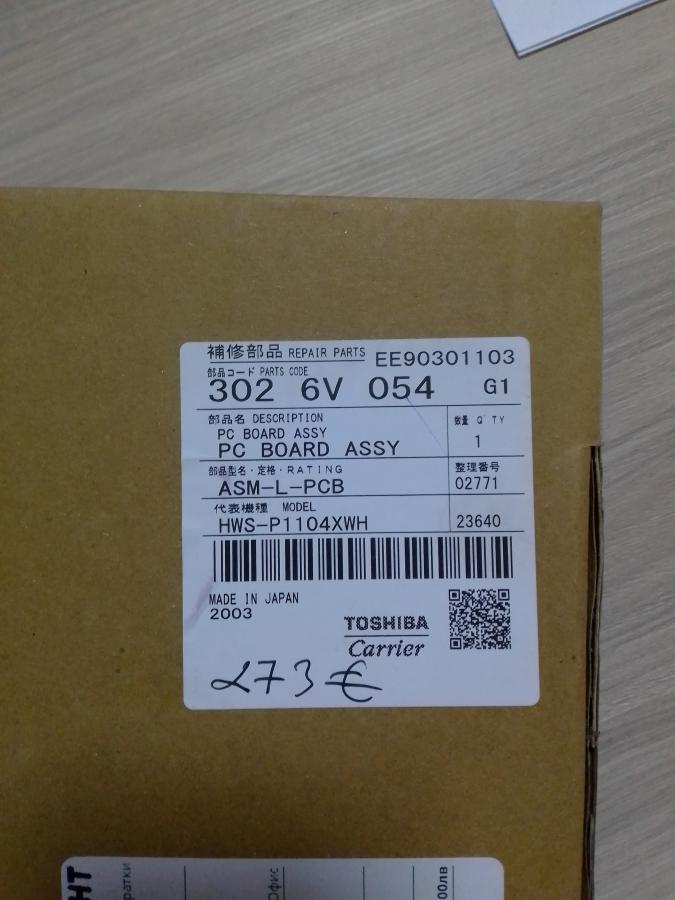 補修部品 REPAIR PARTS EE90301103
部品コード PARTS CODE
302 6V 054 G1
部品名 DESCRIPTION 数量 Q'TY
PC BOARD ASSY
PC BOARD ASSY 1
部品型名・定格・RATING 整理番号
ASM-L-PCB 02771
代表機種 MODEL
HWS-P1104XWH 23640
MADE IN JAPAN
2003
TOSHIBA
Carrier
273€
НТ
ратки
Офис
00лв